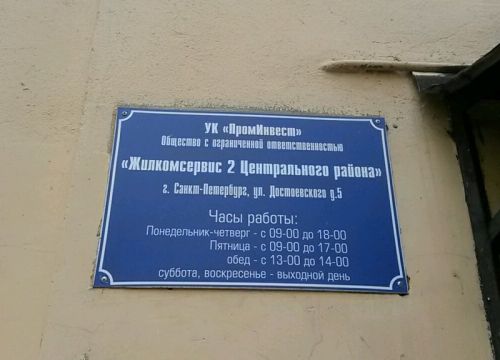 УК «ПромИнвест»
Общество с ограниченной ответственностью
«Жилкомсервис 2 Центрального района»
г. Санкт-Петербург, ул. Достоевского д.5
Часы работы:
Понедельник-четверг - с 09-00 до 18-00
Пятница - с 09-00 до 17-00
обед - с 13-00 до 14-00
суббота, воскресенье - выходной день